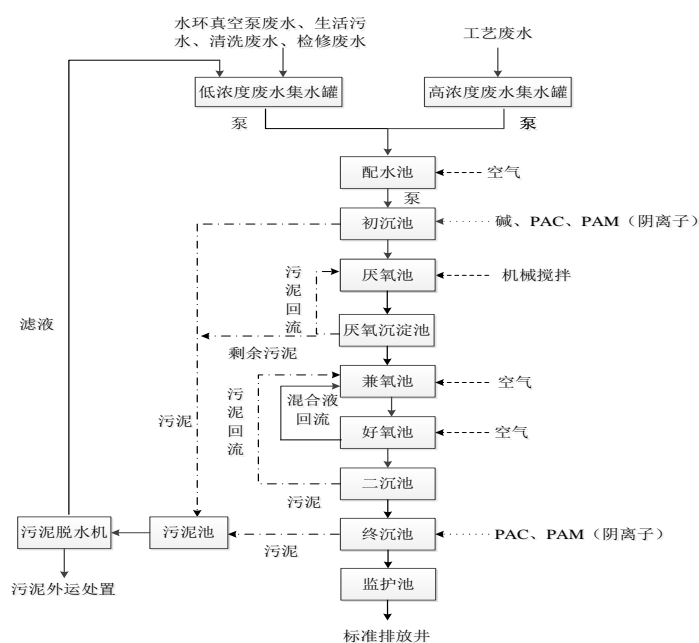 水环真空泵废水、生活污
水、清洗废水、检修废水
工艺废水
低浓度废水集水罐
高浓度废水集水罐
泵
泵
配水池
空气
泵
初沉池
碱、PAC、PAM（阴离子）
污
泥
回
流
厌氧池
机械搅拌
滤液
厌氧沉淀池
剩余污泥
兼氧池
空气
混合液
回流
污
泥
回
流
污泥
好氧池
空气
二沉池
污泥
污泥脱水机
污泥池
终沉池
PAC、PAM（阴离子）
污泥
监护池
污泥外运处置
标准排放井